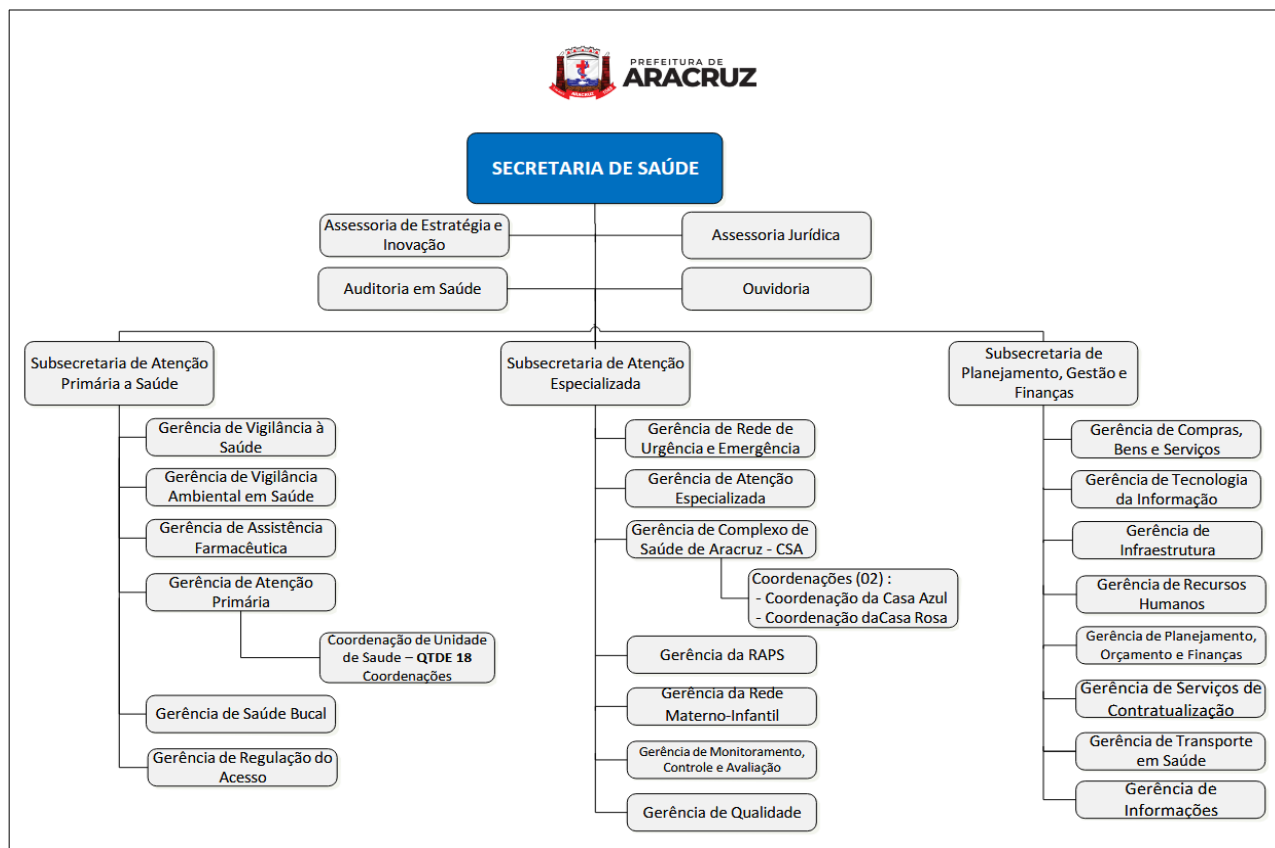 PREFEITURA DE
ARACRUZ
SECRETARIA DE SAÚDE
Assessoria de Estratégia e
Inovação
Assessoria Jurídica
Auditoria em Saúde
Ouvidoria
Subsecretaria de Atenção
Primária a Saúde
Gerência de Vigilância à
Saúde
Gerência de Vigilância
Ambiental em Saúde
Gerência de Assistência
Farmacêutica
Gerência de Atenção
Primária
Coordenação de Unidade
de Saude – QTDE 18
Coordenações
Gerência de Saúde Bucal
Gerência de Regulação do
Acesso
Subsecretaria de Atenção
Especializada
Gerência de Rede de
Urgência e Emergência
Gerência de Atenção
Especializada
Gerência de Complexo de
Saúde de Aracruz - CSA
Coordenações (02) :
- Coordenação da Casa Azul
- Coordenação daCasa Rosa
Gerência da RAPS
Gerência da Rede
Materno-Infantil
Gerência de Monitoramento,
Controle e Avaliação
Gerência de Qualidade
Subsecretaria de
Planejamento, Gestão e
Finanças
Gerência de Compras,
Bens e Serviços
Gerência de Tecnologia
da Informação
Gerência de
Infraestrutura
Gerência de Recursos
Humanos
Gerência de Planejamento,
Orçamento e Finanças
Gerência de Serviços de
Contratualização
Gerência de Transporte
em Saúde
Gerência de
Informações